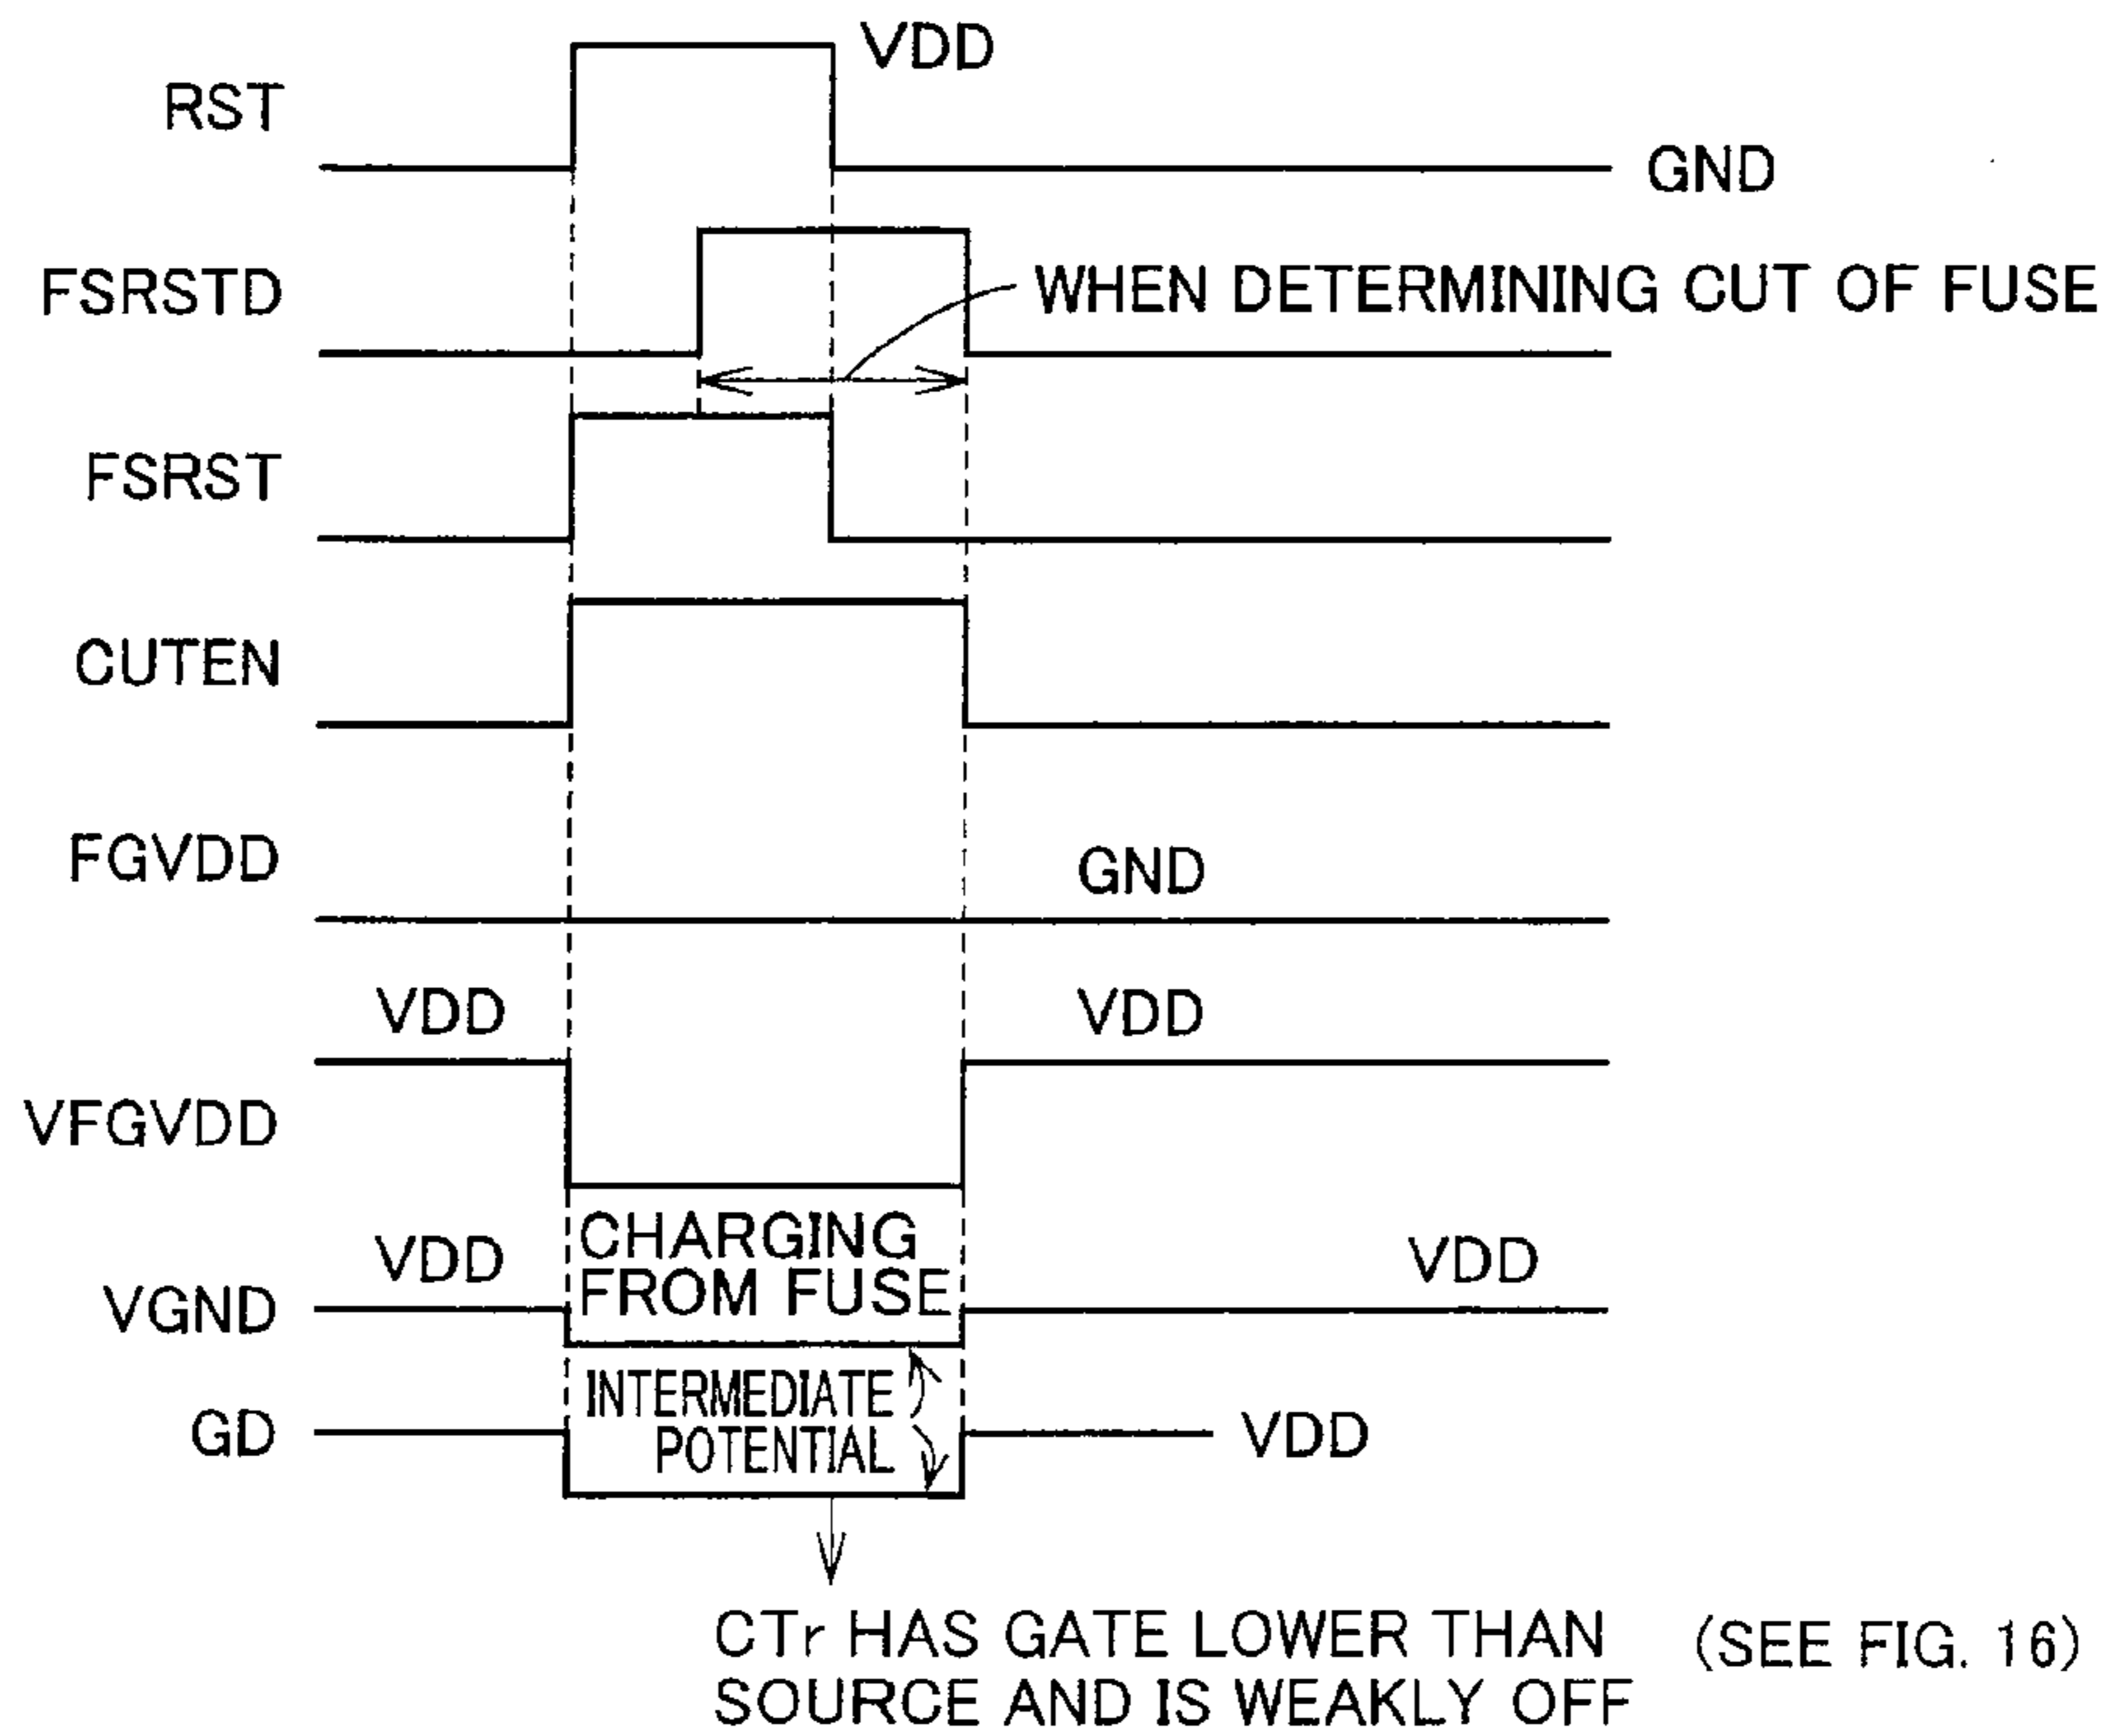 VDD
RST
GND
FSRSTD
WHEN DETERMINING CUT OF FUSE
FSRST
CUTEN
FGVDD
GND
VDD
VDD
VFGVDD
CHARGING
FROM FUSE
VDD
VDD
VGND
INTERMEDIATE
POTENTIAL
GD
VDD
CTr HAS GATE LOWER THAN
SOURCE AND IS WEAKLY OFF
(SEE FIG. 16)